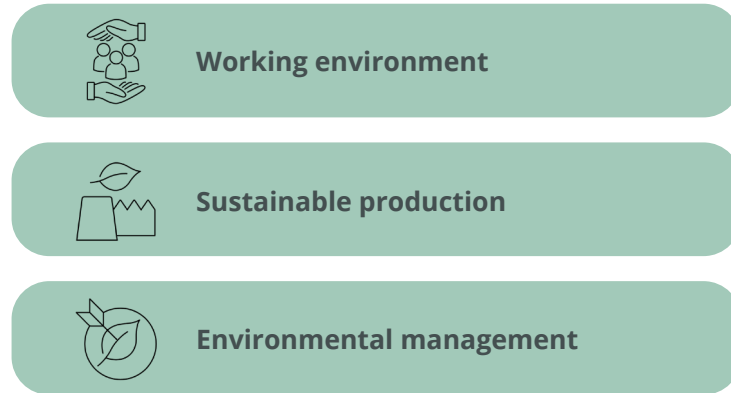 Working environment
Sustainable production
Environmental management